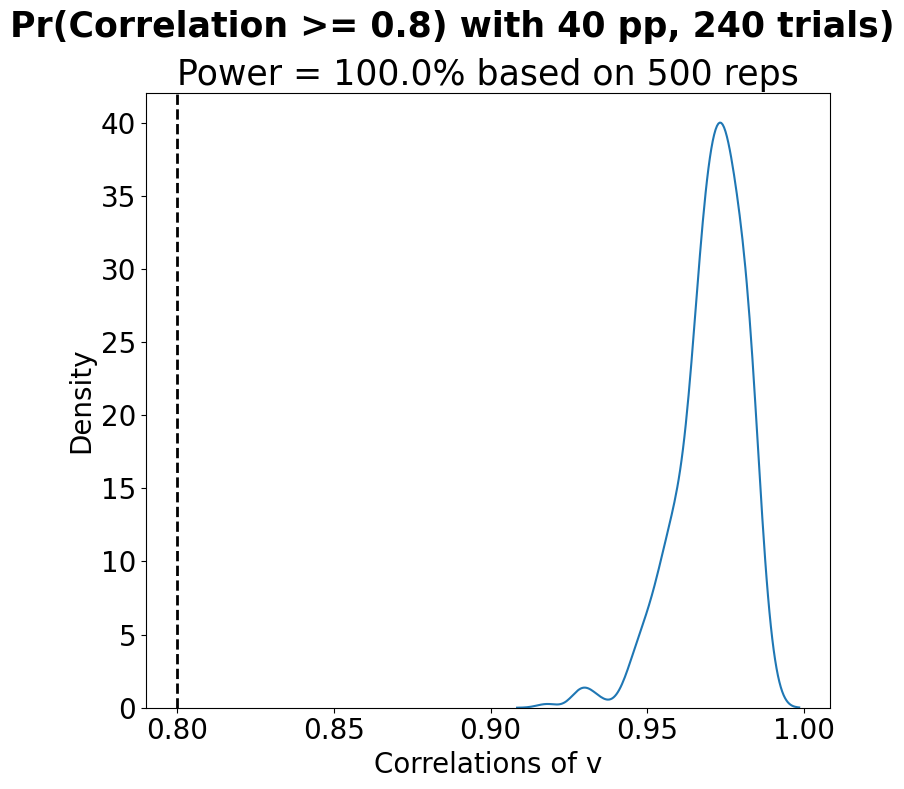 Pr(Correlation >= 0.8) with 40 pp, 240 trials)
Power = 100.0% based on 500 reps
40
35
30
25
20
15
10
5
0
Density
0.80 0.85 0.90 0.95 1.00
Correlations of v